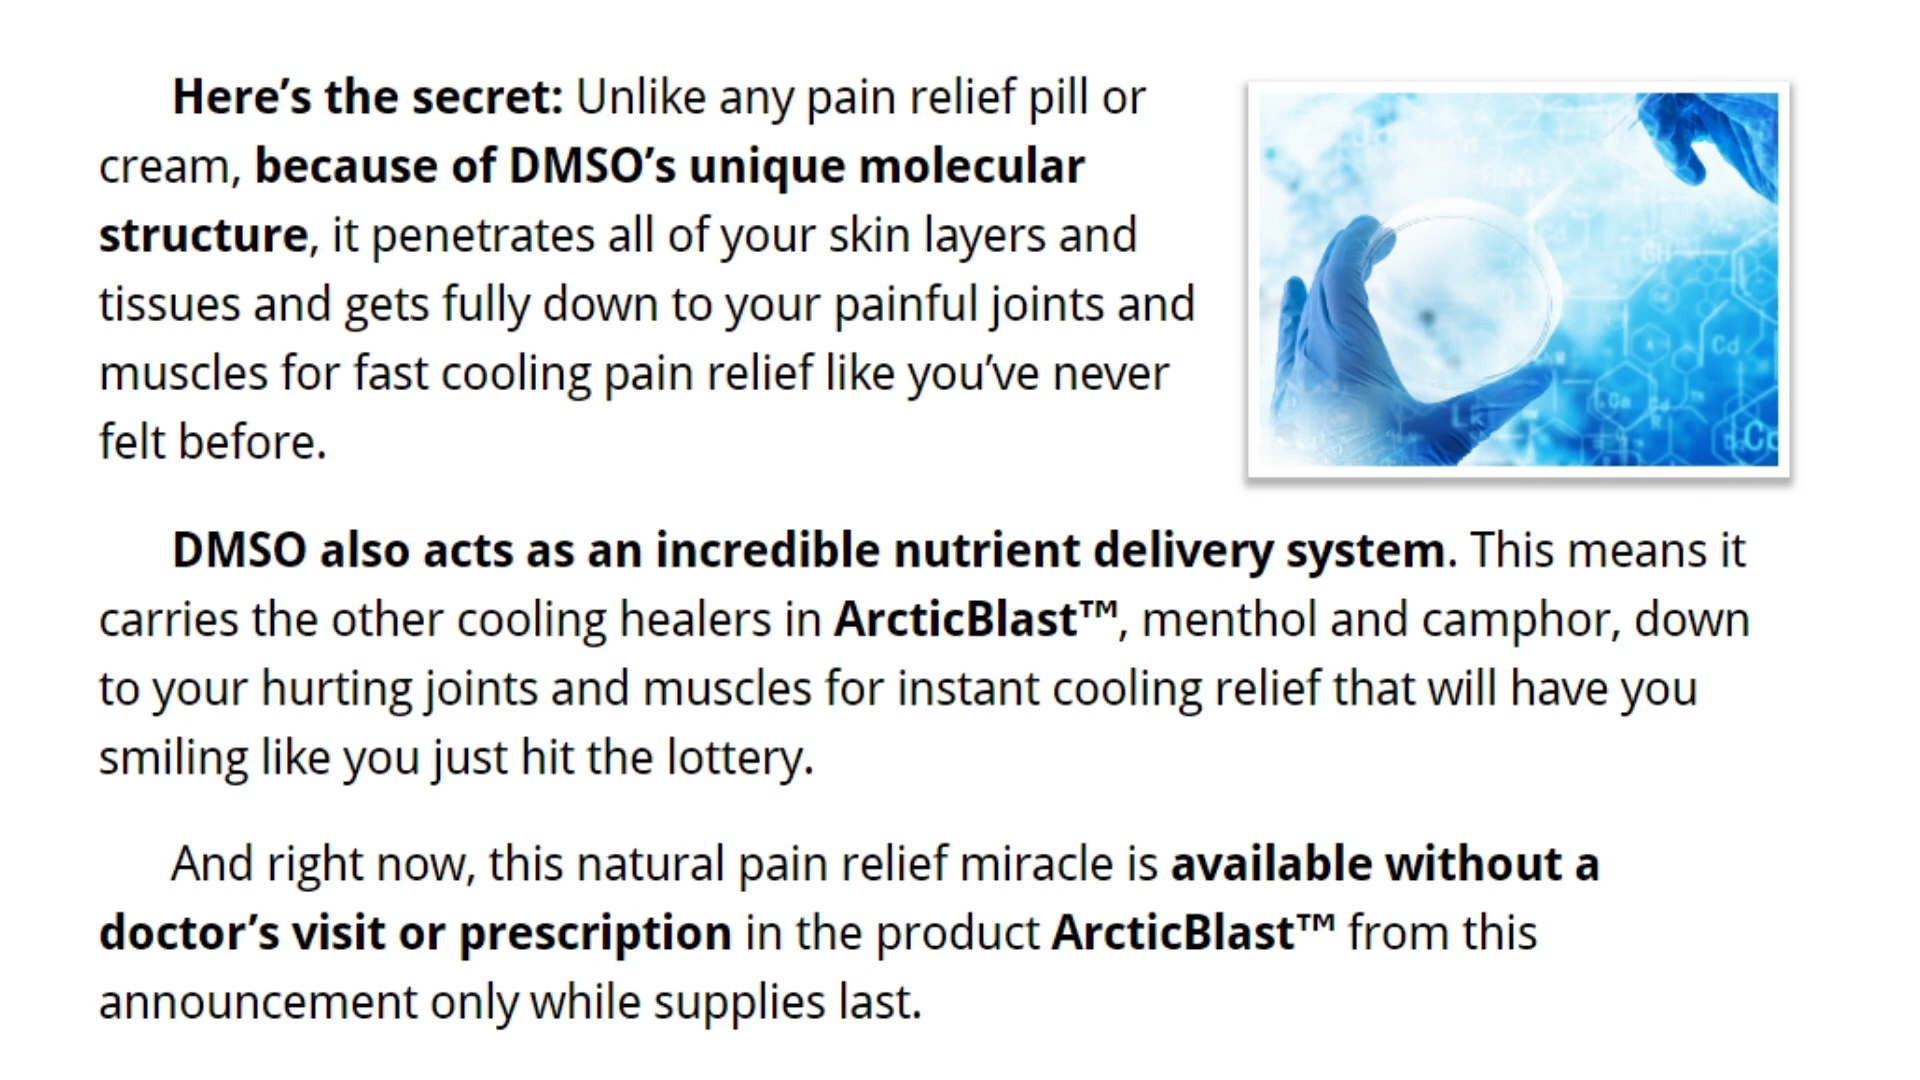 Here’s the secret: Unlike any pain relief pill or
cream, because of DMSO’s unique molecular
structure, it penetrates all of your skin layers and
tissues and gets fully down to your painful joints and
muscles for fast cooling pain relief like you’ve never
felt before.
DMSO also acts as an incredible nutrient delivery system. This means it
carries the other cooling healers in ArcticBlast™, menthol and camphor, down
to your hurting joints and muscles for instant cooling relief that will have you
smiling like you just hit the lottery.
And right now, this natural pain relief miracle is available without a
doctor’s visit or prescription in the product ArcticBlast™ from this
announcement only while supplies last.
Cd
Cd